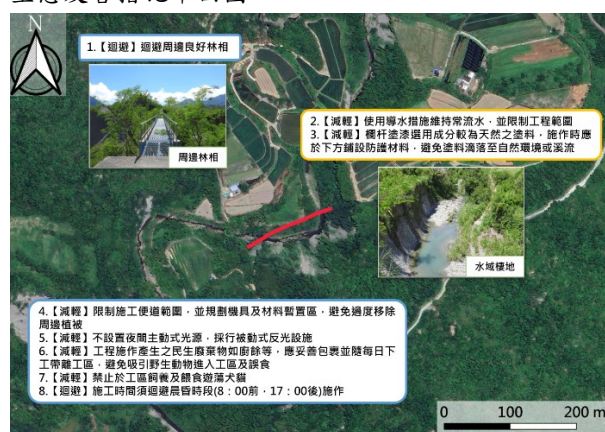 N
1.【迴避】迴避周邊良好林相
周邊林相
2.【減輕】使用導水措施維持常流水，並限制工程範圍
3.【減輕】欄杆塗漆選用成分較為天然之塗料，施作時應
於下方鋪設防護材料，避免塗料滴落至自然環境或溪流
水域棲地
4.【減輕】限制施工便道範圍，並規劃機具及材料暫置區，避免過度移除
周邊植被
5.【減輕】不設置夜間主動式光源，採行被動式反光設施
6.【減輕】工程施作產生之民生廢棄物如廚餘等，應妥善包裹並隨每日下
工帶離工區，避免吸引野生動物進入工區及誤食
7.【減輕】禁止於工區飼養及餵食遊蕩犬貓
8.【迴避】施工時間須迴避晨昏時段(8：00前，17：00後)施作
0 100 200 m